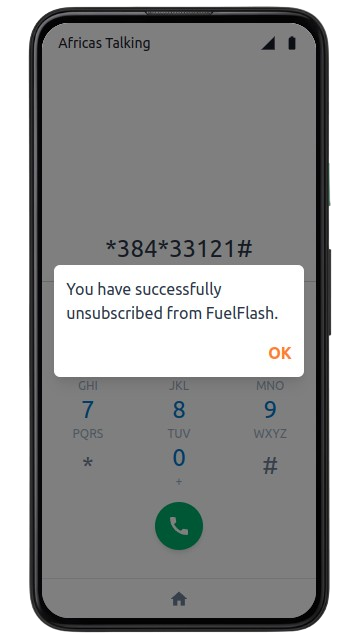 Africas Talking
*384*33121#
You have successfully
unsubscribed from FuelFlash.
OK
GHI JKL MNO
7 8 9
PQRS TUV WXYZ
* 0 #
+